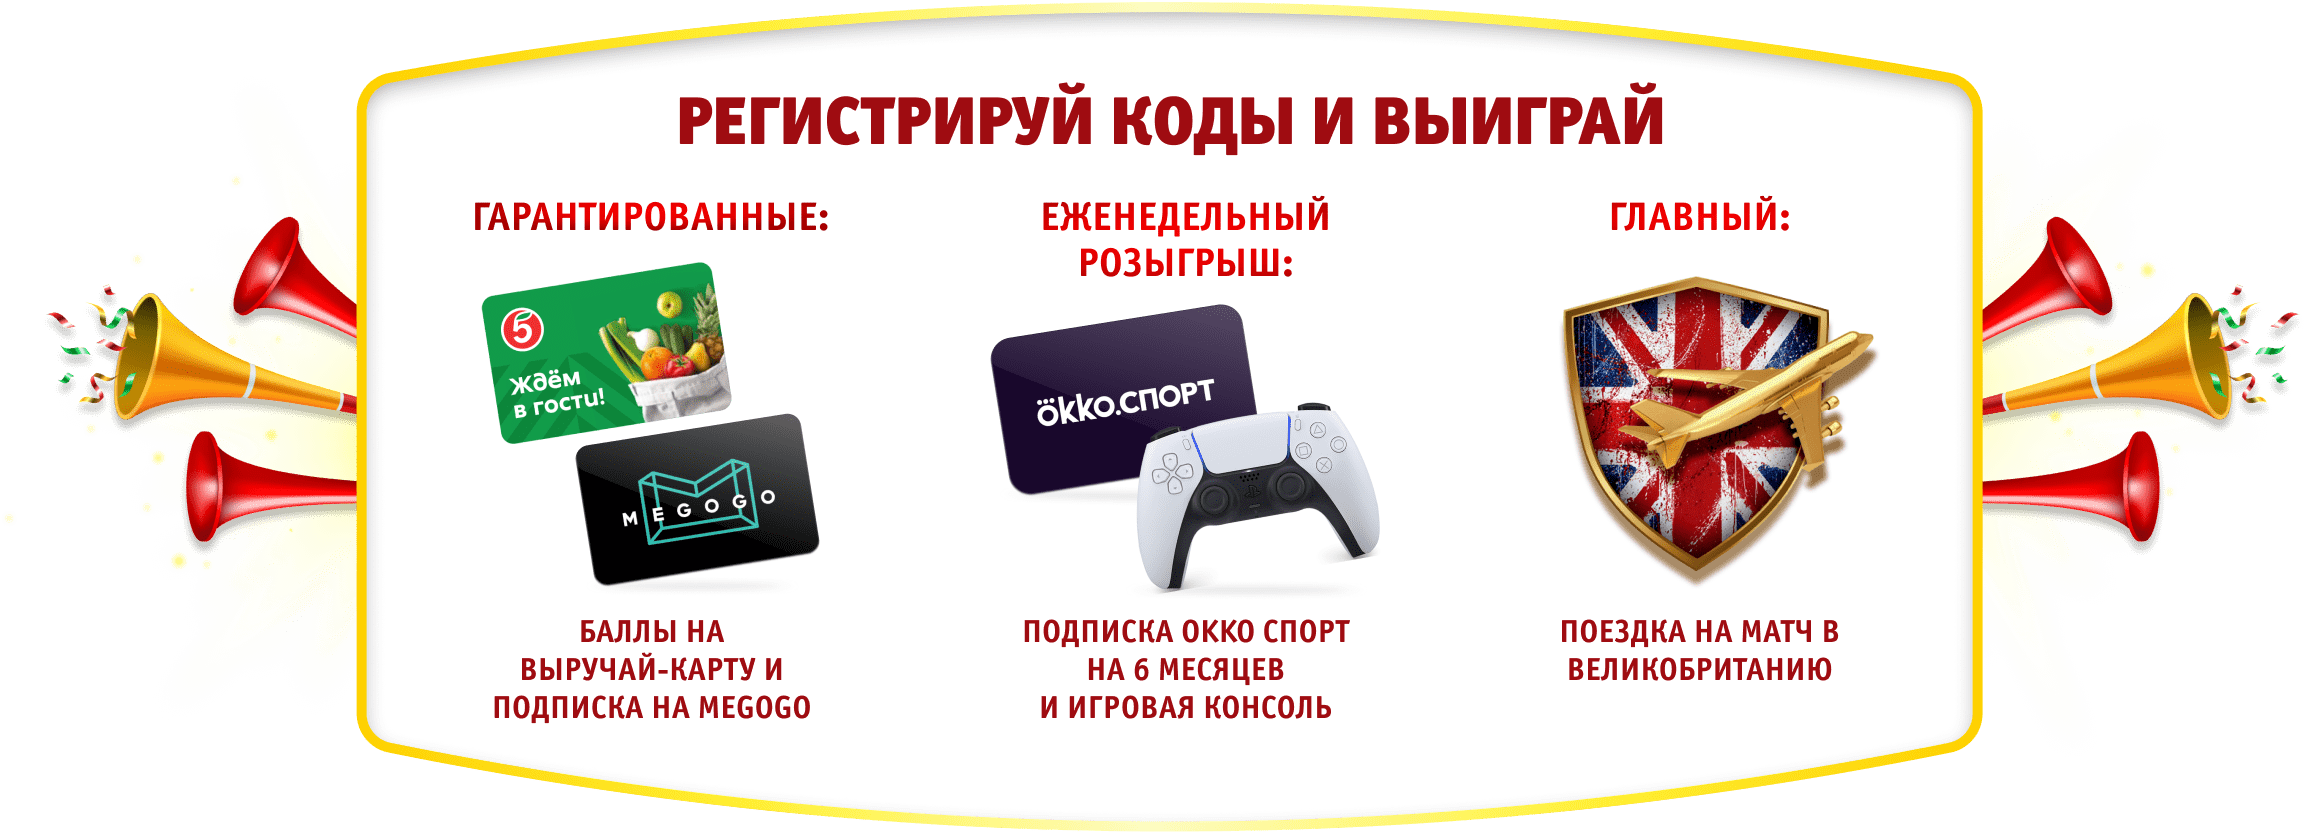 РЕГИСТРИРУЙ КОДЫ И ВЫИГРАЙ
ГАРАНТИРОВАННЫЕ:
5
Ждём
в гости!
MEGOGO
БАЛЛЫ НА
ВЫРУЧАЙ-КАРТУ И
ПОДПИСКА НА MEGOGO
ЕЖЕНЕДЕЛЬНЫЙ
РОЗЫГРЫШ:
ökko.СПОРТ
ПОДПИСКА ОККО СПОРТ
НА 6 МЕСЯЦЕВ
И ИГРОВАЯ КОНСОЛЬ
ГЛАВНЫЙ:
ПОЕЗДКА НА МАТЧ В
ВЕЛИКОБРИТАНИЮ